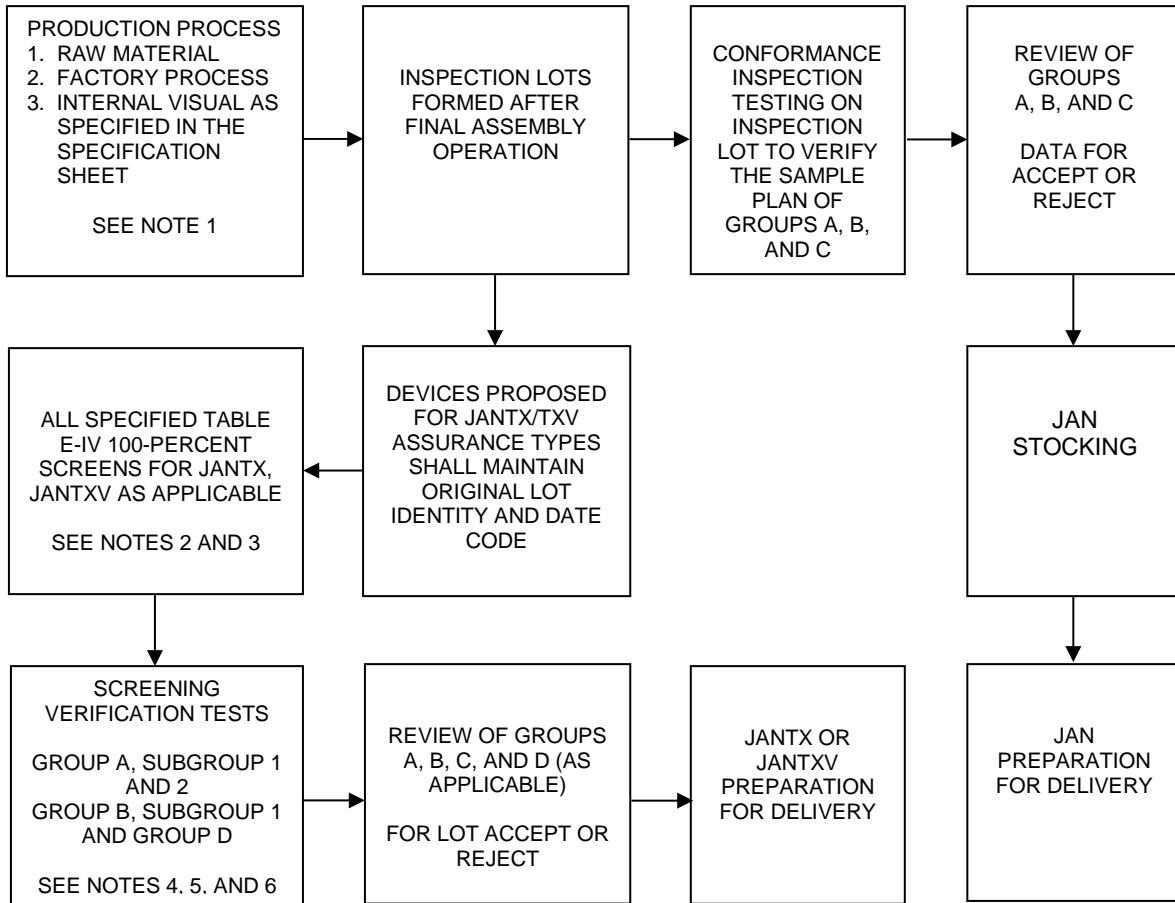 PRODUCTION PROCESS
1. RAW MATERIAL
2. FACTORY PROCESS
3. INTERNAL VISUAL AS
SPECIFIED IN THE
SPECIFICATION
SHEET
SEE NOTE 1
INSPECTION LOTS
FORMED AFTER
FINAL ASSEMBLY
OPERATION
CONFORMANCE
INSPECTION
TESTING ON
INSPECTION
LOT TO VERIFY
THE SAMPLE
PLAN OF
GROUPS A, B,
AND C
REVIEW OF
GROUPS
A, B, AND C
DATA FOR
ACCEPT OR
REJECT
ALL SPECIFIED TABLE
E-IV 100-PERCENT
SCREENS FOR JANTX,
JANTXV AS APPLICABLE
SEE NOTES 2 AND 3
DEVICES PROPOSED
FOR JANTX/TXV
ASSURANCE TYPES
SHALL MAINTAIN
ORIGINAL LOT
IDENTITY AND DATE
CODE
JAN
STOCKING
SCREENING
VERIFICATION TESTS
GROUP A, SUBGROUP 1
AND 2
GROUP B, SUBGROUP 1
AND GROUP D
SEE NOTES 4, 5, AND 6
REVIEW OF GROUPS
A, B, C, AND D (AS
APPLICABLE)
FOR LOT ACCEPT OR
REJECT
JANTX OR
JANTXV
PREPARATION
FOR DELIVERY
JAN
PREPARATION
FOR DELIVERY